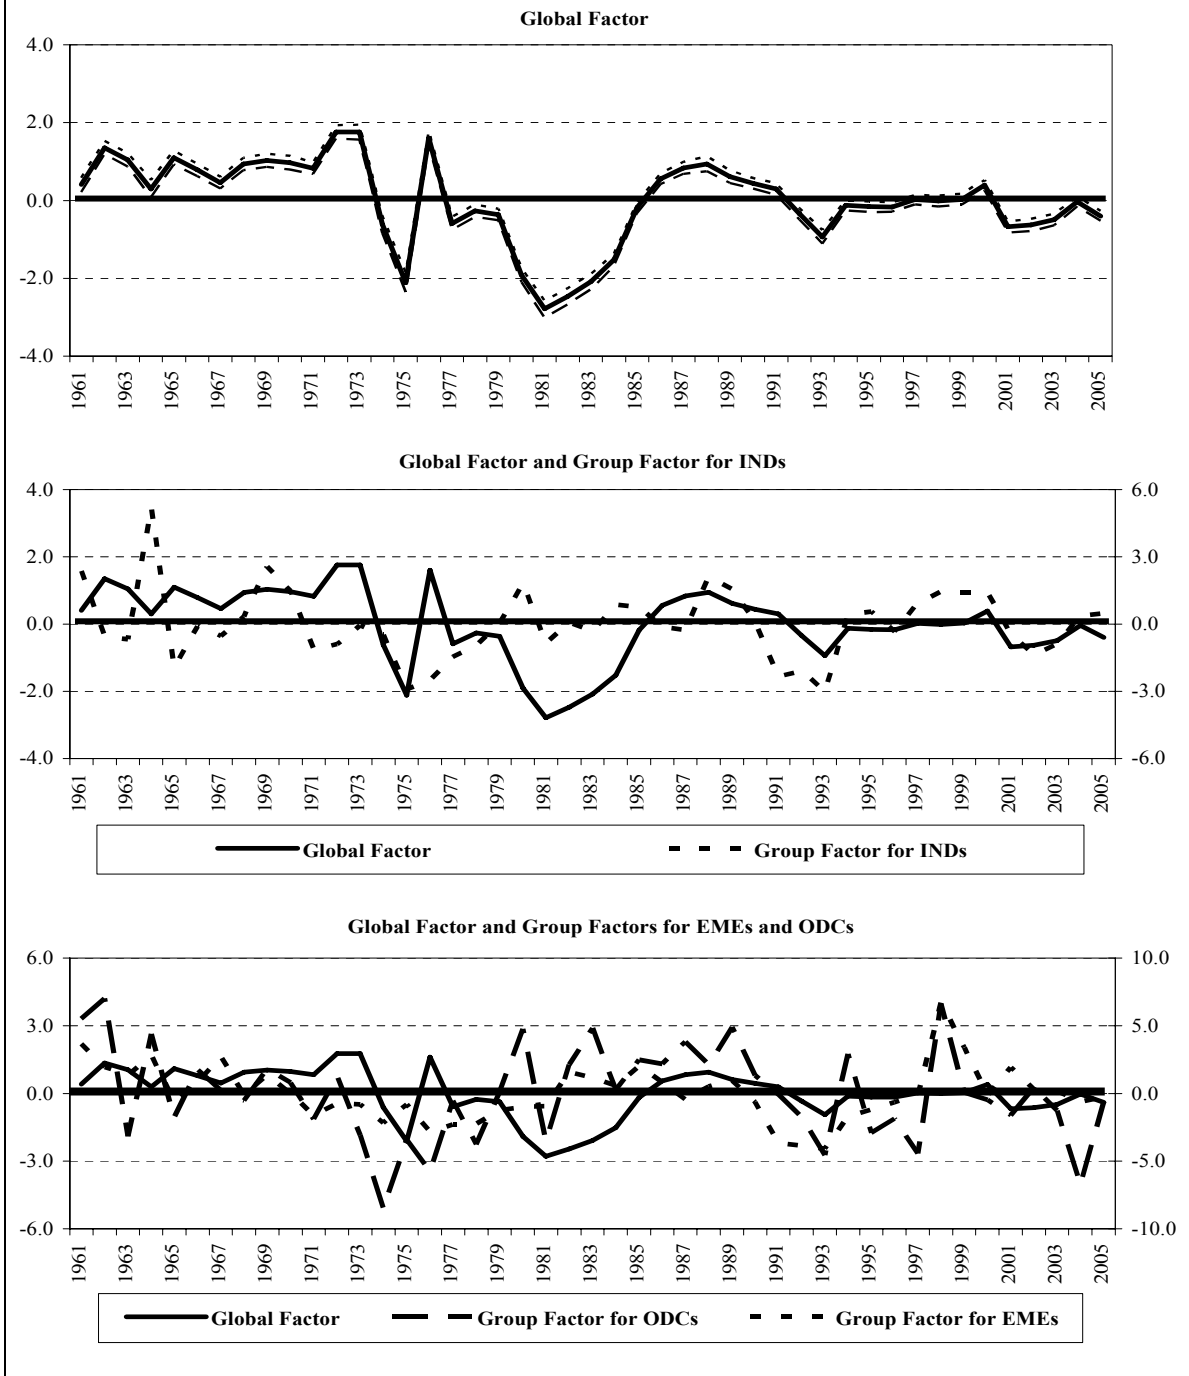 Global Factor
4.0
2.0
0.0
-2.0
-4.0
1961 1963 1965 1967 1969 1971 1973 1975 1977 1979 1981 1983 1985 1987 1989 1991 1993 1995 1997 1999 2001 2003 2005
Global Factor and Group Factor for INDs
4.0 6.0
2.0 3.0
0.0 0.0
-2.0 -3.0
-4.0 -6.0
1961 1963 1965 1967 1969 1971 1973 1975 1977 1979 1981 1983 1985 1987 1989 1991 1993 1995 1997 1999 2001 2003 2005
Global Factor Group Factor for INDs
Global Factor and Group Factors for EMEs and ODCs
6.0 10.0
3.0 5.0
0.0 0.0
-3.0 -5.0
-6.0 -10.0
1961 1963 1965 1967 1969 1971 1973 1975 1977 1979 1981 1983 1985 1987 1989 1991 1993 1995 1997 1999 2001 2003 2005
Global Factor Group Factor for ODCs Group Factor for EMEs